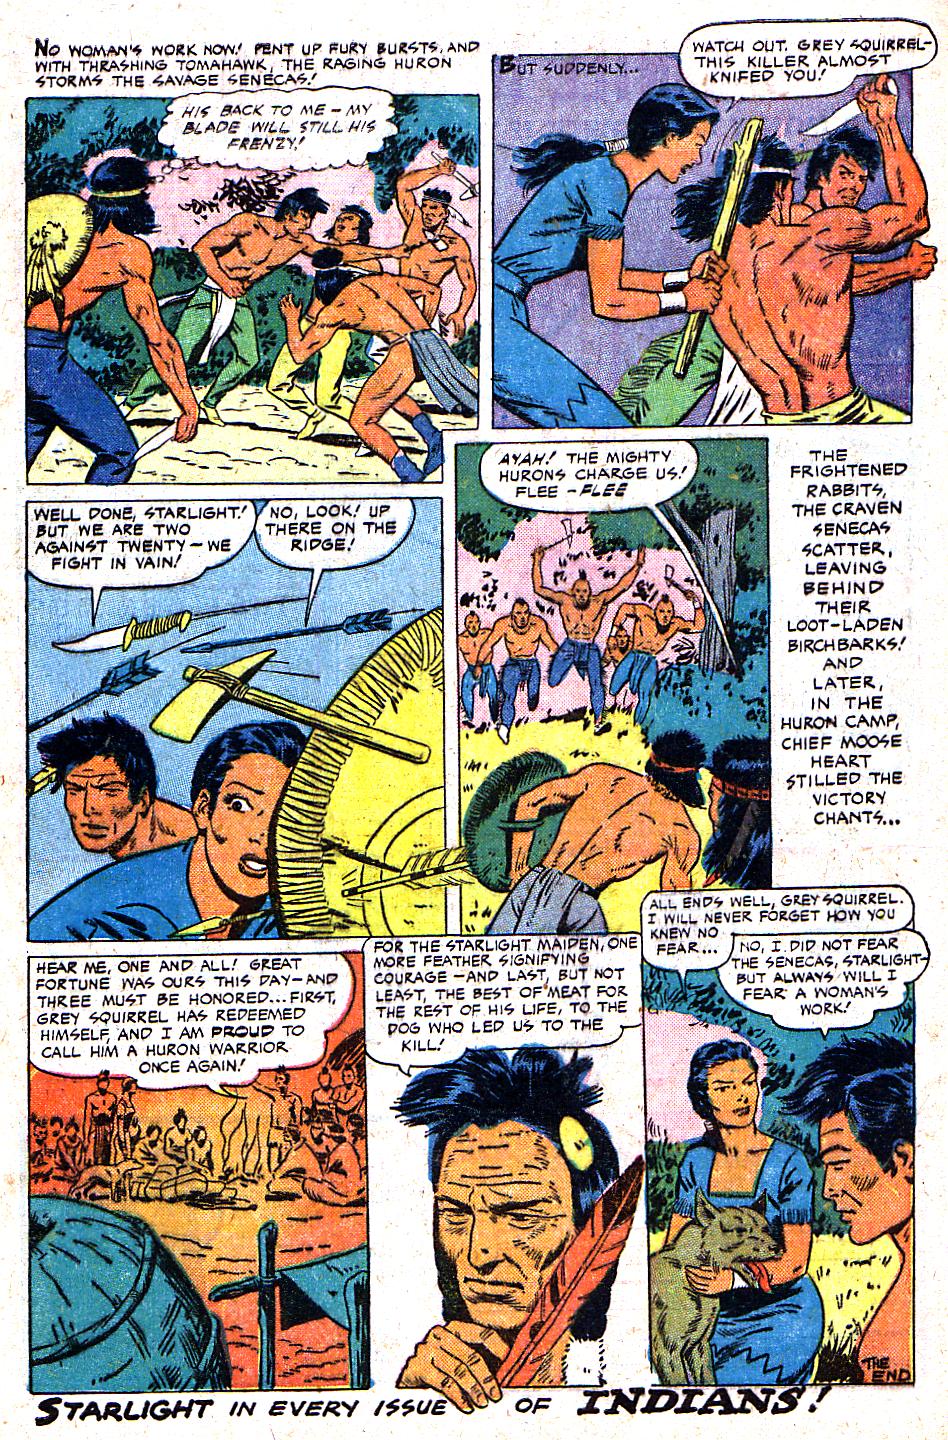 NO WOMAN'S WORK NOW! PENT UP FURY BURSTS, AND
WITH THRASHING TOMAHAWK, THE RAGING HURON
STORMS THE SAVAGE SENECAS!
HIS BACK TO ME - MY
BLADE WILL STILL HIS
FRENZY!
BUT SUDDENLY...
WATCH OUT, GREY SQUIRREL-
THIS KILLER ALMOST
KNIFED YOU!
WELL DONE, STARLIGHT!
BUT WE ARE TWO
AGAINST TWENTY - WE
FIGHT IN VAIN!
NO, LOOK! UP
THERE ON THE
RIDGE!
AYAH! THE MIGHTY
HURONS CHARGE US!
FLEE - FLEE
THE
FRIGHTENED
RABBITS,
THE CRAVEN
SENECAS
SCATTER,
LEAVING
BEHIND
THEIR
LOOT-LADEN
BIRCHBARKS!
AND
LATER,
IN THE
HURON CAMP,
CHIEF MOOSE
HEART
STILLED THE
VICTORY
CHANTS...
HEAR ME, ONE AND ALL! GREAT
FORTUNE WAS OURS THIS DAY - AND
THREE MUST BE HONORED... FIRST,
GREY SQUIRREL HAS REDEEMED
HIMSELF, AND I AM PROUD TO
CALL HIM A HURON WARRIOR
ONCE AGAIN!
FOR THE STARLIGHT MAIDEN, ONE
MORE FEATHER SIGNIFYING
COURAGE - AND LAST, BUT NOT
LEAST, THE BEST OF MEAT FOR
THE REST OF HIS LIFE, TO THE
DOG WHO LED US TO THE
KILL!
ALL ENDS WELL, GREY SQUIRREL.
I WILL NEVER FORGET HOW YOU
KNEW NO
FEAR...
NO, I DID NOT FEAR
THE SENECAS, STARLIGHT-
BUT ALWAYS WILL I
FEAR A WOMAN'S
WORK!
THE
END
STARLIGHT IN EVERY ISSUE OF INDIANS!